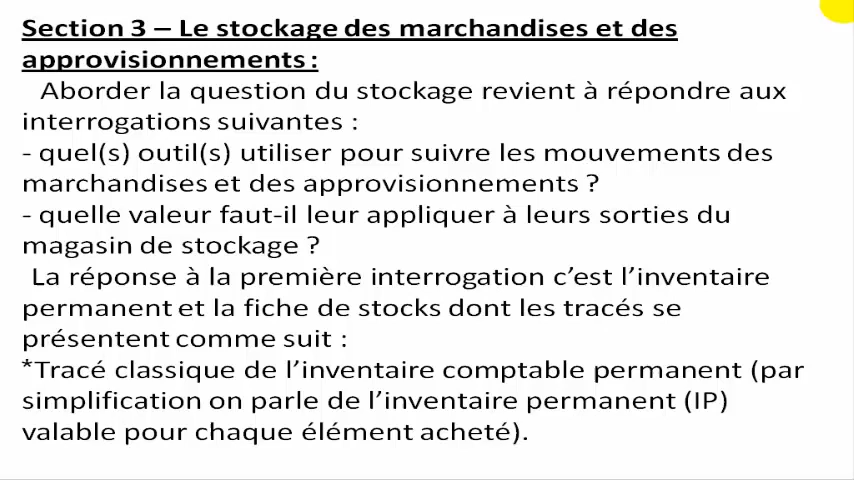 Section 3 – Le stockage des marchandises et des
approvisionnements :
Aborder la question du stockage revient à répondre aux
interrogations suivantes :
- quel(s) outil(s) utiliser pour suivre les mouvements des
marchandises et des approvisionnements ?
- quelle valeur faut-il leur appliquer à leurs sorties du
magasin de stockage ?
La réponse à la première interrogation c’est l’inventaire
permanent et la fiche de stocks dont les tracés se
présentent comme suit :
*Tracé classique de l’inventaire comptable permanent (par
simplification on parle de l’inventaire permanent (IP)
valable pour chaque élément acheté).